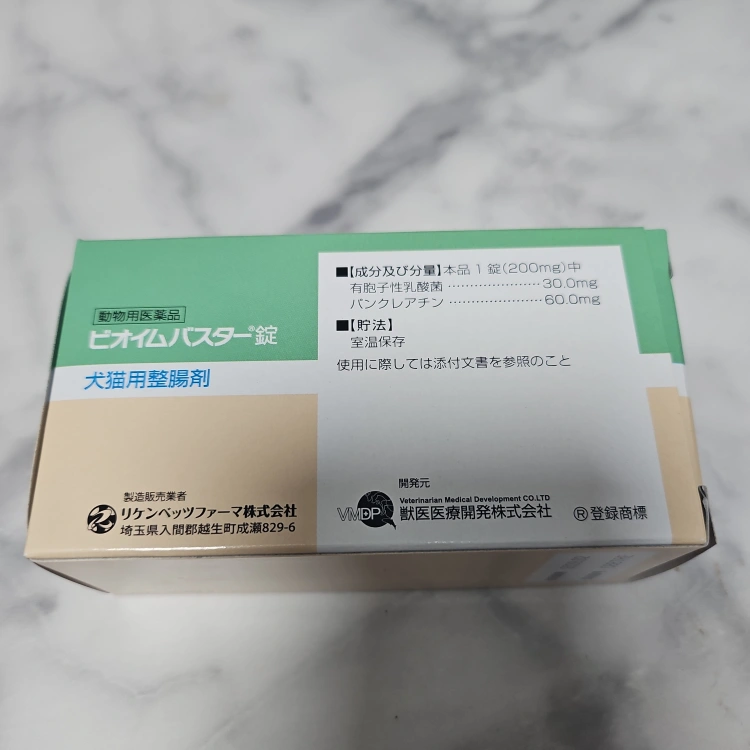 動物用医薬品
ビオイムバスター®錠
犬猫用整腸剤
製造販売業者
リケンベッツファーマ株式会社
埼玉県入間郡越生町成瀬829-6
■【成分及び分量】本品1錠(200mg)中
有胞子性乳酸菌 ………………… 30.0mg
パンクレアチン ………………… 60.0mg
■【貯法】
室温保存
使用に際しては添付文書を参照のこと
開発元
VMDP
Veterinarian Medical Development CO.LTD
獣医医療開発株式会社
®登録商標